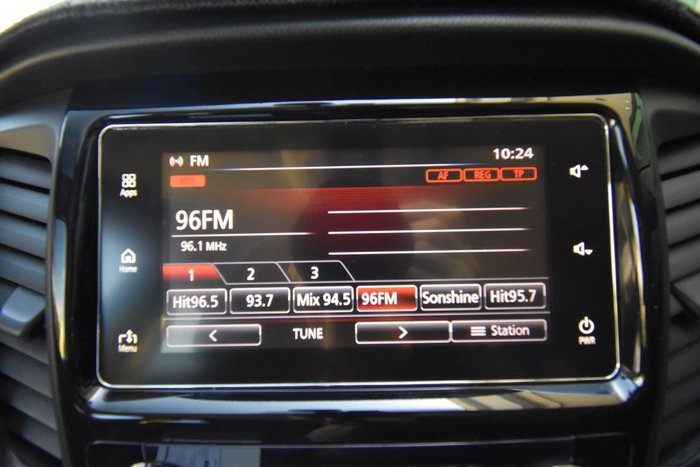 FM
10:24
RDS
AF REG TP
Apps
96FM
96.1 MHz
Home
1 2 3
Hit96.5 93.7 Mix 94.5 96FM Sonshine Hit95.7
< TUNE > Station
Menu
PWR